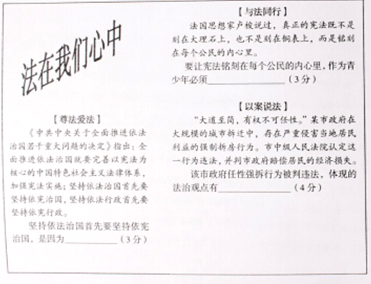 法在我们心中
【与法同行】
法国思想家卢梭说过，真正的宪法既不是
刻在大理石上，也不是刻在铜表上，而是铭刻
在每个公民的内心里。
要让宪法铭刻在每个公民的内心里，作为青
少年必须________（3分）
【尊法爱法】
《中共中央关于全面推进依法
治国若干重大问题的决定》指出：全
面推进依法治国就要完善以宪法为
核心的中国特色社会主义法律体系，
加强宪法实施；坚持依法治国首先要
坚持依宪治国，坚持依法行政首先要
坚持依宪行政。
坚持依法治国首先要坚持依宪
治国，是因为________（3分）
【以案说法】
“大道至简，有权不可任性。”某市政府在
大规模的城市拆迁中，存在严重侵害当地居民
利益的强制拆房行为。市中级人民法院认定这
一行为违法，并判市政府赔偿居民的经济损失。
该市政府任性强拆行为被判违法，体现的
法治观点有________（4分）